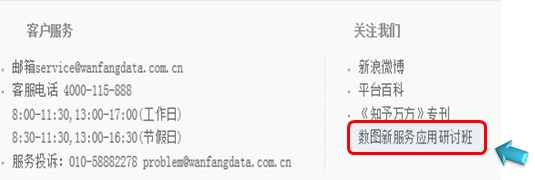 客户服务
邮箱service@wanfangdata.com.cn
客服电话 4000-115-888
8:00-11:30,13:00-17:00(工作日)
8:30-11:30,13:00-16:30(节假日)
服务投诉: 010-58882278 problem@wanfangdata.com.cn
关注我们
新浪微博
平台百科
《知予万方》专刊
数图新服务应用研讨班